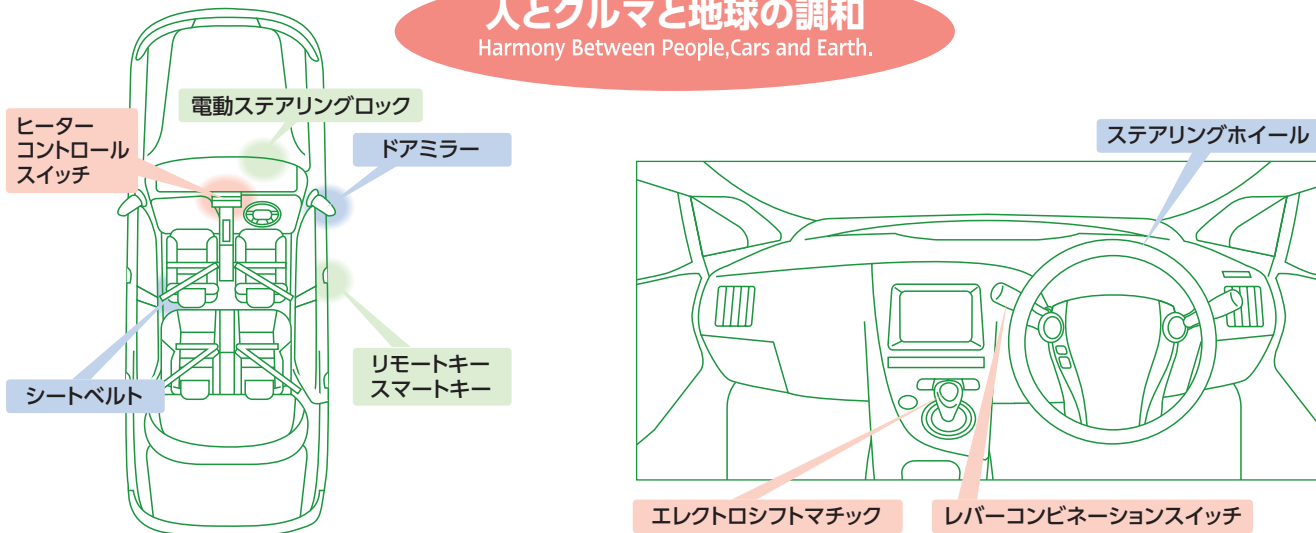 人とクルマと地球の調和
Harmony Between People,Cars and Earth.
電動ステアリングロック
ヒーター
コントロール
スイッチ
ドアミラー
ステアリングホイール
リモートキー
スマートキー
シートベルト
エレクトロシフトマチック
レバーコンビネーションスイッチ